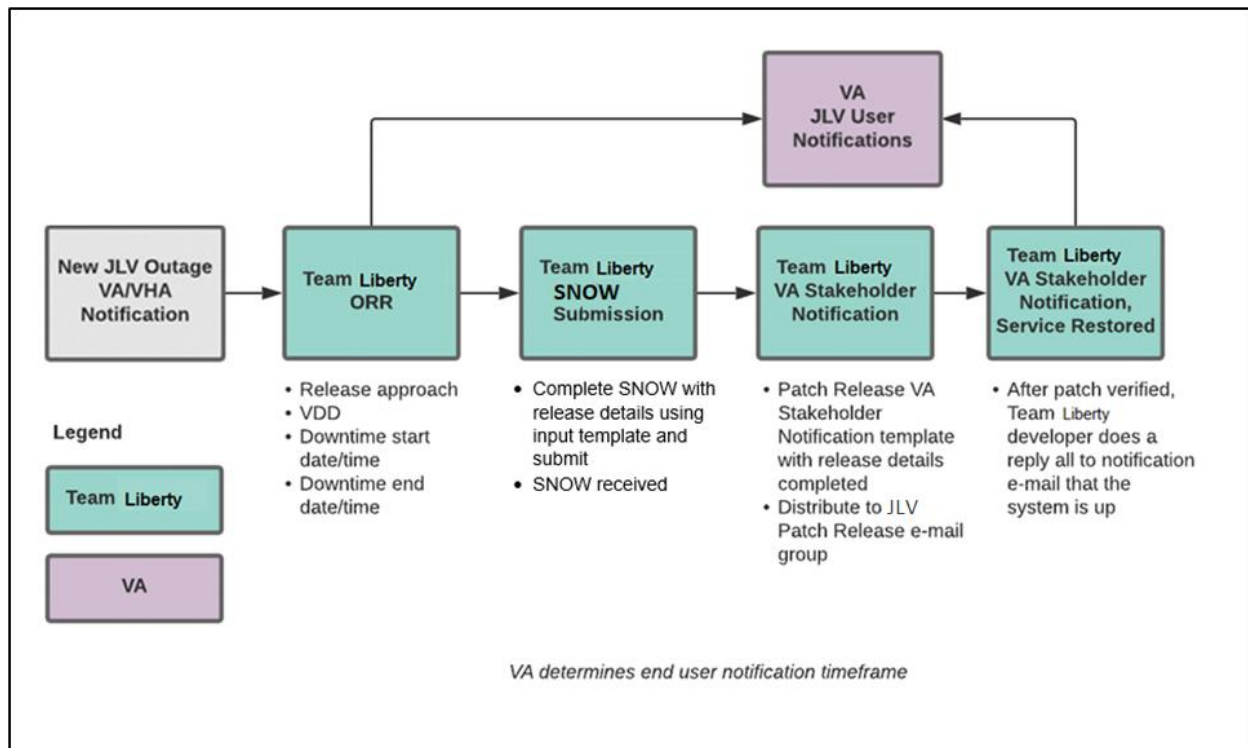 VA
JLV User
Notifications
New JLV Outage
VA/VHA
Notification
Team Liberty
ORR
Team Liberty
SNOW
Submission
Team Liberty
VA Stakeholder
Notification
Team Liberty
VA Stakeholder
Notification,
Service Restored
• Release approach
• VDD
• Downtime start
date/time
• Downtime end
date/time
• Complete SNOW with
release details using
input template and
submit
• SNOW received
• Patch Release VA
Stakeholder
Notification template
with release details
completed
• Distribute to JLV
Patch Release e-mail
group
• After patch verified,
Team Liberty
developer does a
reply all to notification
e-mail that the
system is up
Legend
Team Liberty
VA
VA determines end user notification timeframe